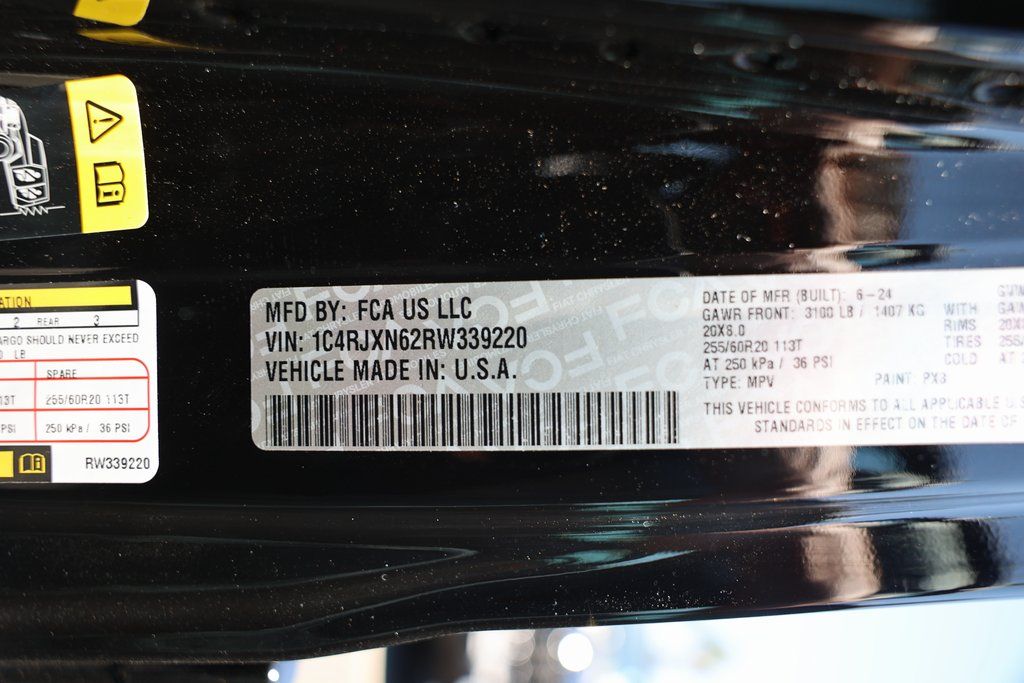 ATION
2 REAR 3
ARGO SHOULD NEVER EXCEED
LB
SPARE
13T 255/60R20 113T
PSI 250 kPa / 36 PSI
RW339220
MFD BY: FCA US LLC
VIN: 1C4RJXN62RW339220
VEHICLE MADE IN: U.S.A.
DATE OF MFR (BUILT): 6-24
GAWR FRONT: 3100 LB / 1407 KG WITH
20X8.0 RIMS
255/60R20 113T TIRES
AT 250 kPa / 36 PSI COLD
TYPE: MPV PAINT: PX8
THIS VEHICLE CONFORMS TO ALL APPLICABLE U.S
STANDARDS IN EFFECT ON THE DATE OF